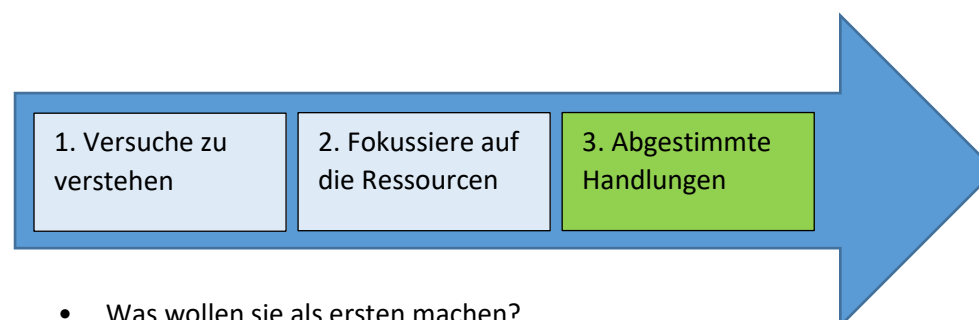 1. Versuche zu
verstehen
2. Fokussiere auf
die Ressourcen
3. Abgestimmte
Handlungen
• Was wollen sie als ersten machen?